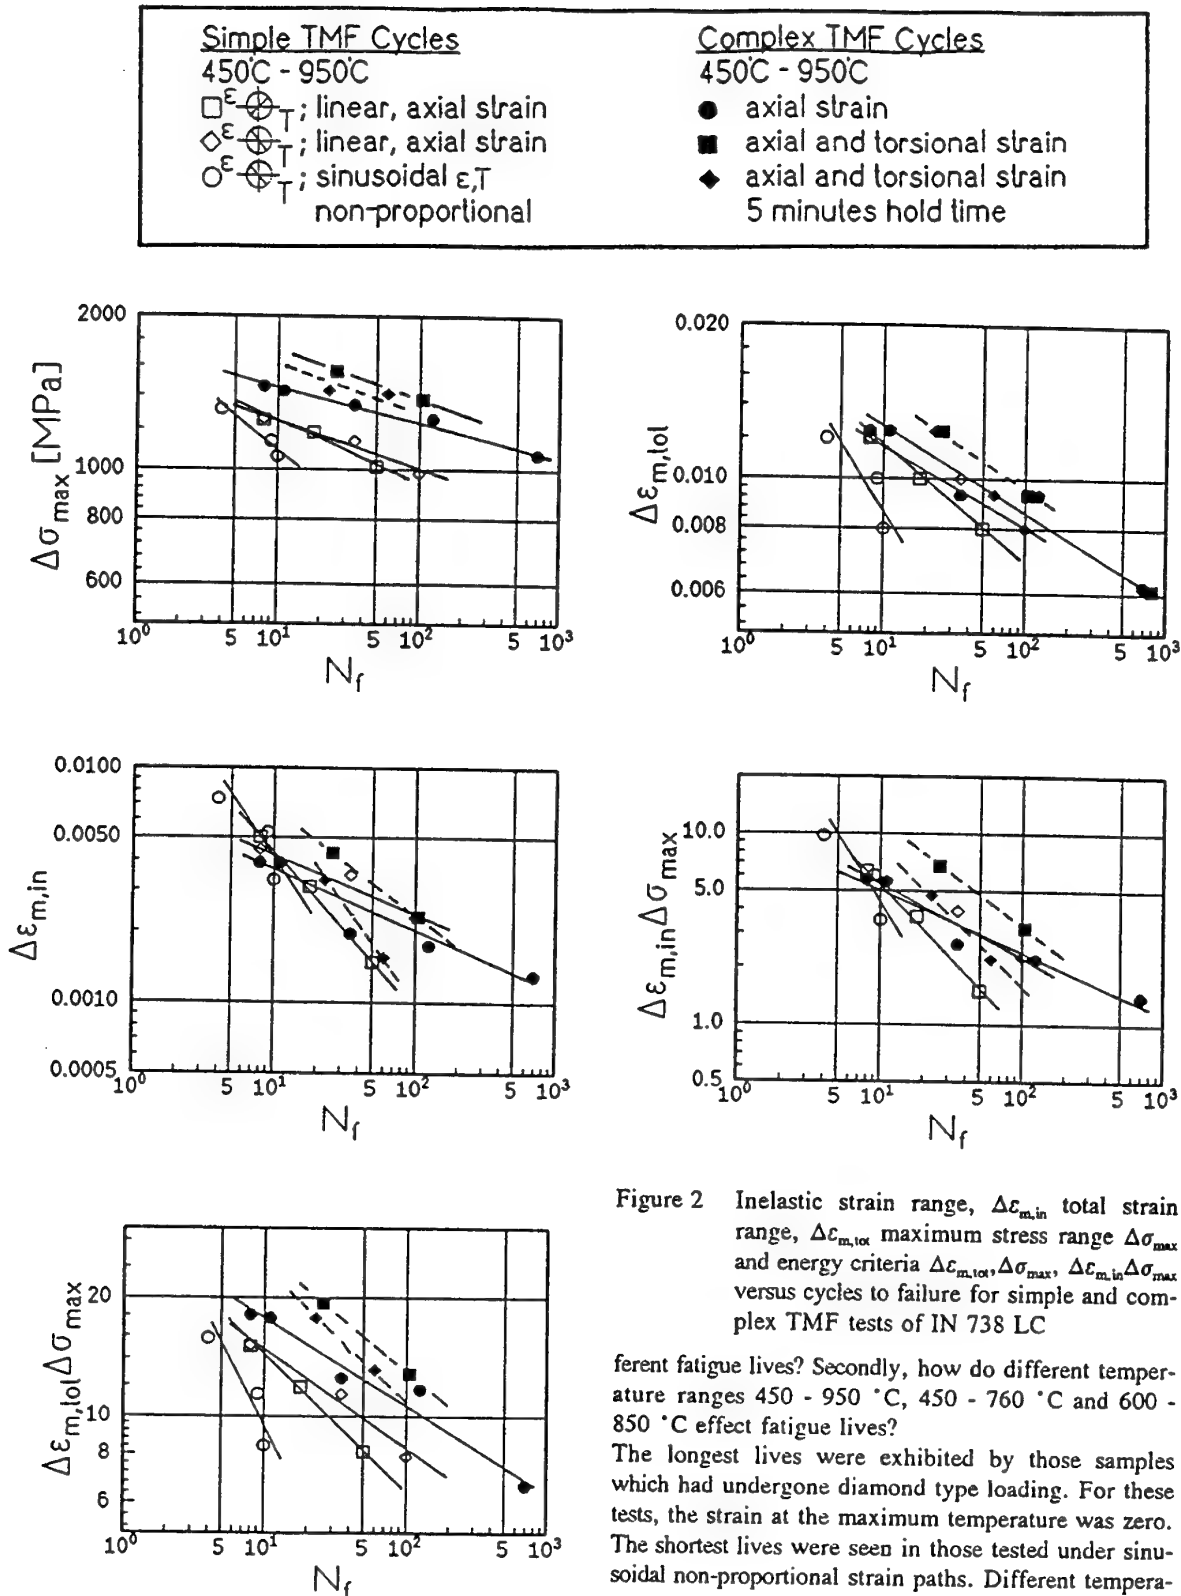 Simple TMF Cycles
450°C - 950°C
□ ε T ; linear, axial strain
◇ ε T ; linear, axial strain
○ ε T ; sinusoidal ε,T
non-proportional
Complex TMF Cycles
450°C - 950°C
● axial strain
■ axial and torsional strain
◆ axial and torsional strain
5 minutes hold time
Δσmax [MPa]
2000
1000
800
600
10⁰ 5 10¹ 5 10² 5 10³
Nf
Δεm,tol
0.020
0.010
0.008
0.006
10⁰ 5 10¹ 5 10² 5 10³
Nf
Δεm,in
0.0100
0.0050
0.0010
0.0005
10⁰ 5 10¹ 5 10² 5 10³
Nf
Δεm,in Δσmax
10.0
5.0
1.0
0.5
10⁰ 5 10¹ 5 10² 5 10³
Nf
Δεm,tol Δσmax
20
10
8
6
10⁰ 5 10¹ 5 10² 5 10³
Nf
Figure 2 Inelastic strain range, Δεm,in total strain
range, Δεm,tot maximum stress range Δσmax
and energy criteria Δεm,tot,Δσmax, Δεm,inΔσmax
versus cycles to failure for simple and com-
plex TMF tests of IN 738 LC
ferent fatigue lives? Secondly, how do different temper-
ature ranges 450 - 950 °C, 450 - 760 °C and 600 -
850 °C effect fatigue lives?
The longest lives were exhibited by those samples
which had undergone diamond type loading. For these
tests, the strain at the maximum temperature was zero.
The shortest lives were seen in those tested under sinu-
soidal non-proportional strain paths. Different tempera-